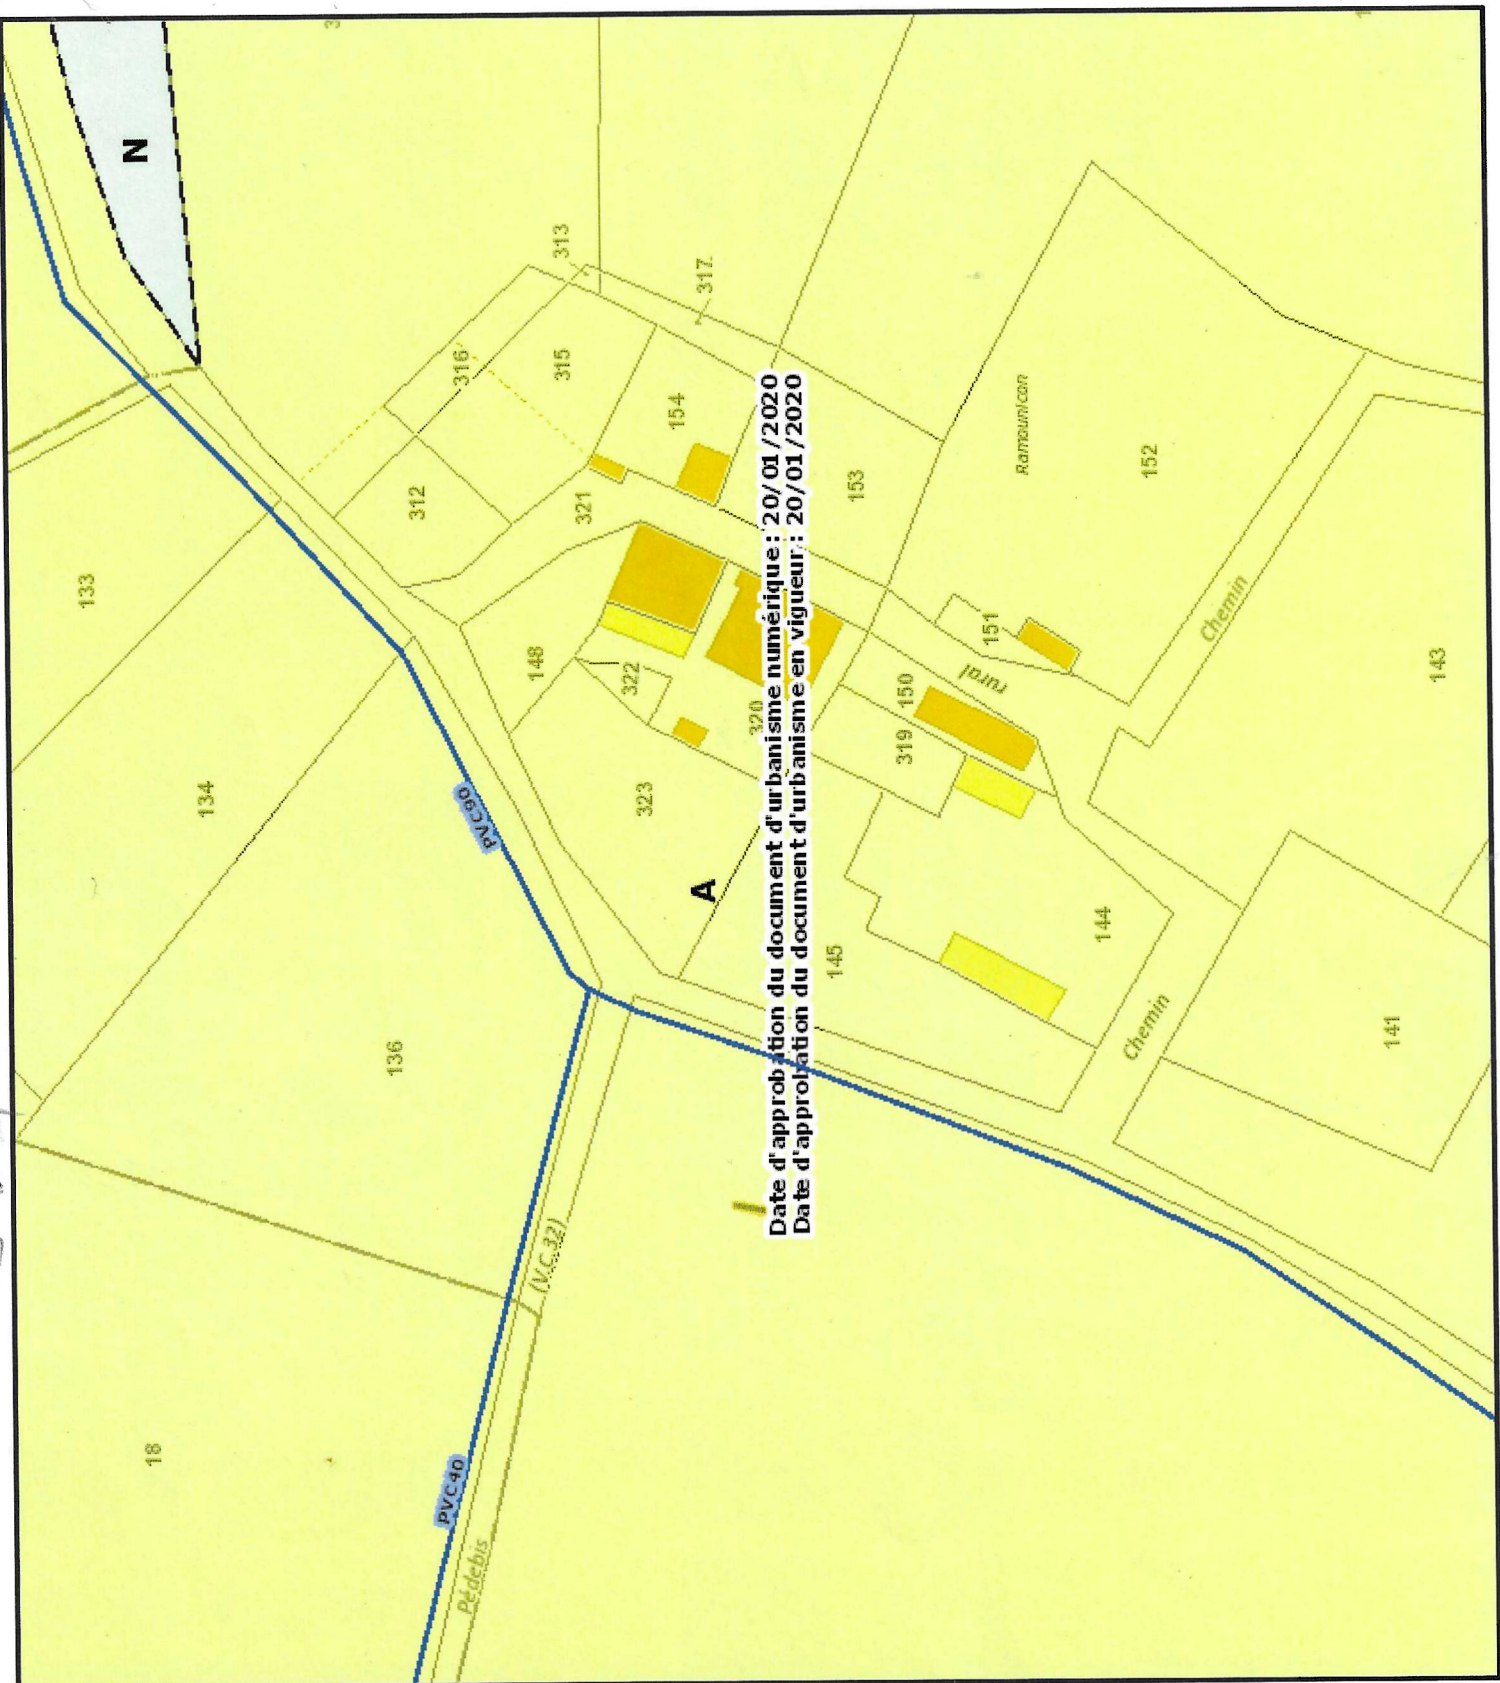 N
313
317
133
316
315
312
154
321
153
152
Ramounicon
134
148
322
151
rural
Chemin
150
319
143
PVC90
323
320
Date d'approbation du document d'urbanisme numérique : 20/01/2020
Date d'approbation du document d'urbanisme en vigueur : 20/01/2020
A
145
144
136
Chemin
141
(V.C.32)
18
PVC40
Pédebis